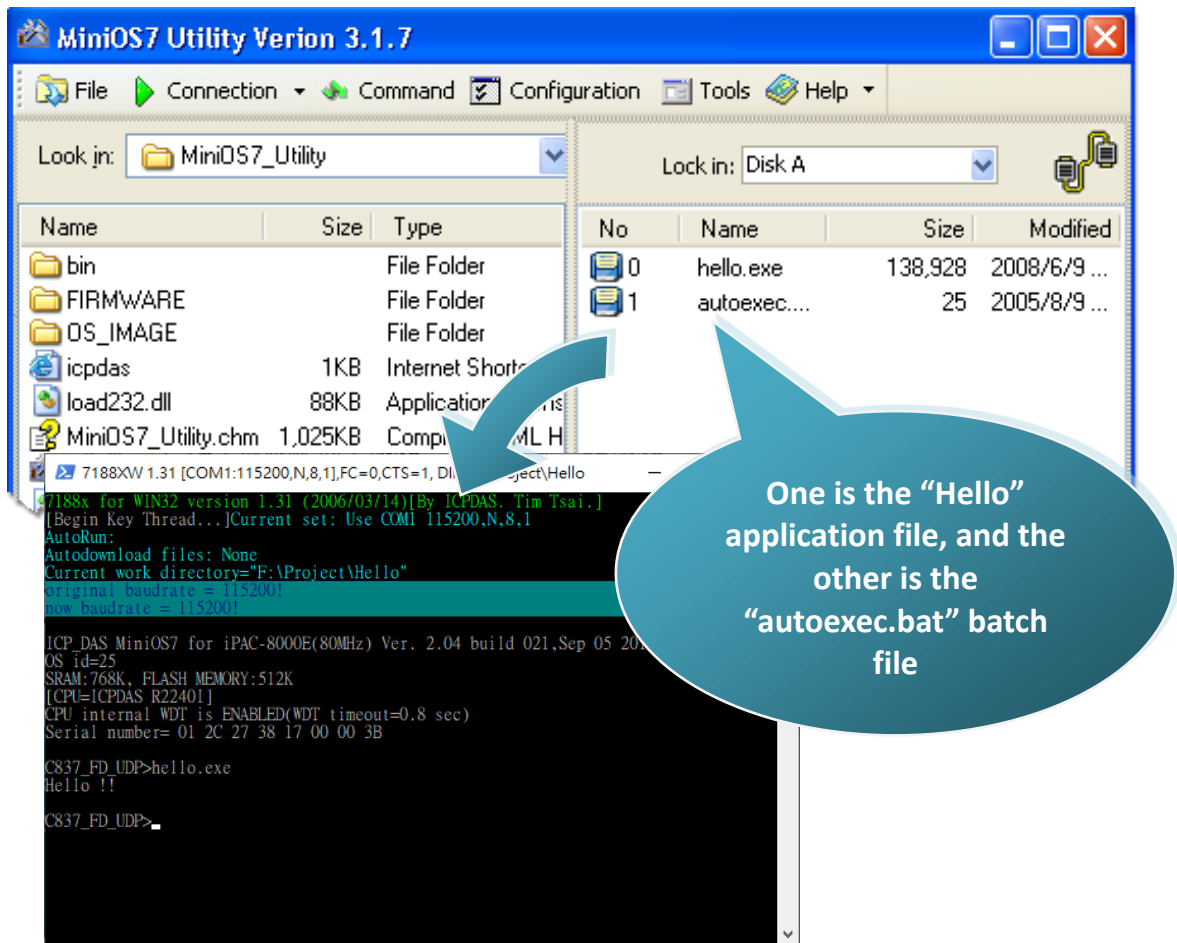 MiniOS7 Utility Verion 3.1.7
File Connection Command Configuration Tools Help
Look in: MiniOS7_Utility
Lock in: Disk A
Name Size Type
bin File Folder
FIRMWARE File Folder
OS_IMAGE File Folder
icpdas 1KB Internet Shortc
load232.dll 88KB Application
MiniOS7_Utility.chm 1,025KB
No Name Size Modified
0 hello.exe 138,928 2008/6/9 ...
1 autoexec.... 25 2005/8/9 ...
One is the “Hello”
application file, and the
other is the
“autoexec.bat” batch
file
7188XW 1.31 [COM1:115200,N,8,1],FC=0,CTS=1, ject\Hello
7188x for WIN32 version 1.31 (2006/03/14)[By ICPDAS. Tim Tsai.]
[Begin Key Thread...]Current set: Use COM1 115200,N,8,1
AutoRun:
Autodownload files: None
Current work directory="F:\Project\Hello"
original baudrate = 115200!
now baudrate = 115200!
ICP_DAS MiniOS7 for iPAC-8000E(80MHz) Ver. 2.04 build 021,Sep 05 20
OS id=25
SRAM:768K, FLASH MEMORY:512K
[CPU=ICPDAS R2240I]
CPU internal WDT is ENABLED(WDT timeout=0.8 sec)
Serial number= 01 2C 27 38 17 00 00 3B
C837_FD_UDP>hello.exe
Hello !!
C837_FD_UDP>